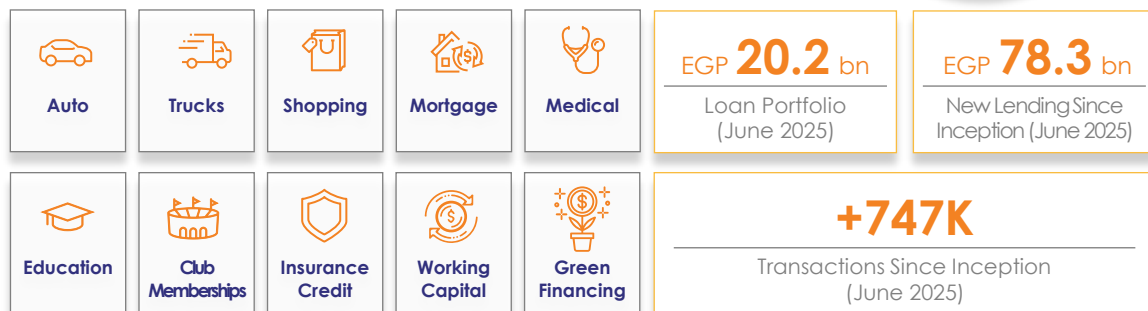 Auto
Trucks
Shopping
Mortgage
Medical
EGP 20.2 bn
Loan Portfolio
(June 2025)
EGP 78.3 bn
New Lending Since
Inception (June 2025)
Education
Club
Memberships
Insurance
Credit
Working
Capital
Green
Financing
+747K
Transactions Since Inception
(June 2025)